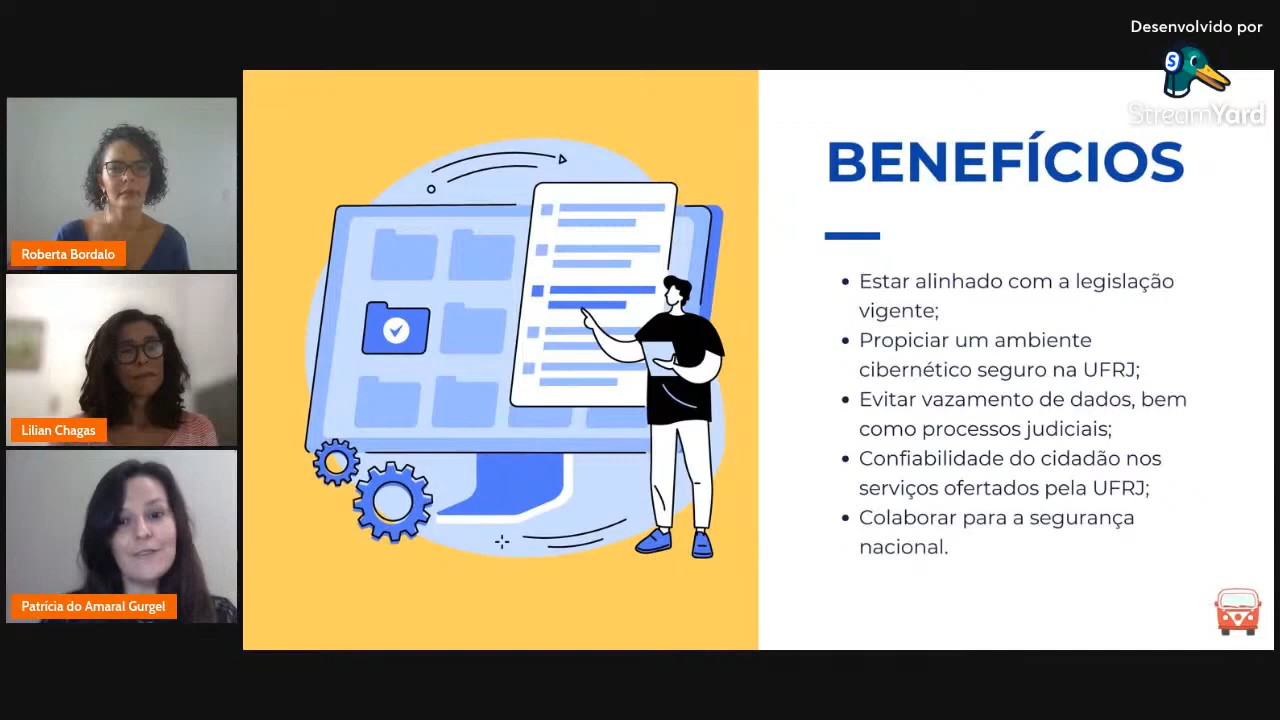 Desenvolvido por
StreamYard
BENEFÍCIOS
• Estar alinhado com a legislação
vigente;
• Propiciar um ambiente
cibernético seguro na UFRJ;
• Evitar vazamento de dados, bem
como processos judiciais;
• Confiabilidade do cidadão nos
serviços ofertados pela UFRJ;
• Colaborar para a segurança
nacional.
Roberta Bordalo
Lilian Chagas
Patrícia do Amaral Gurgel